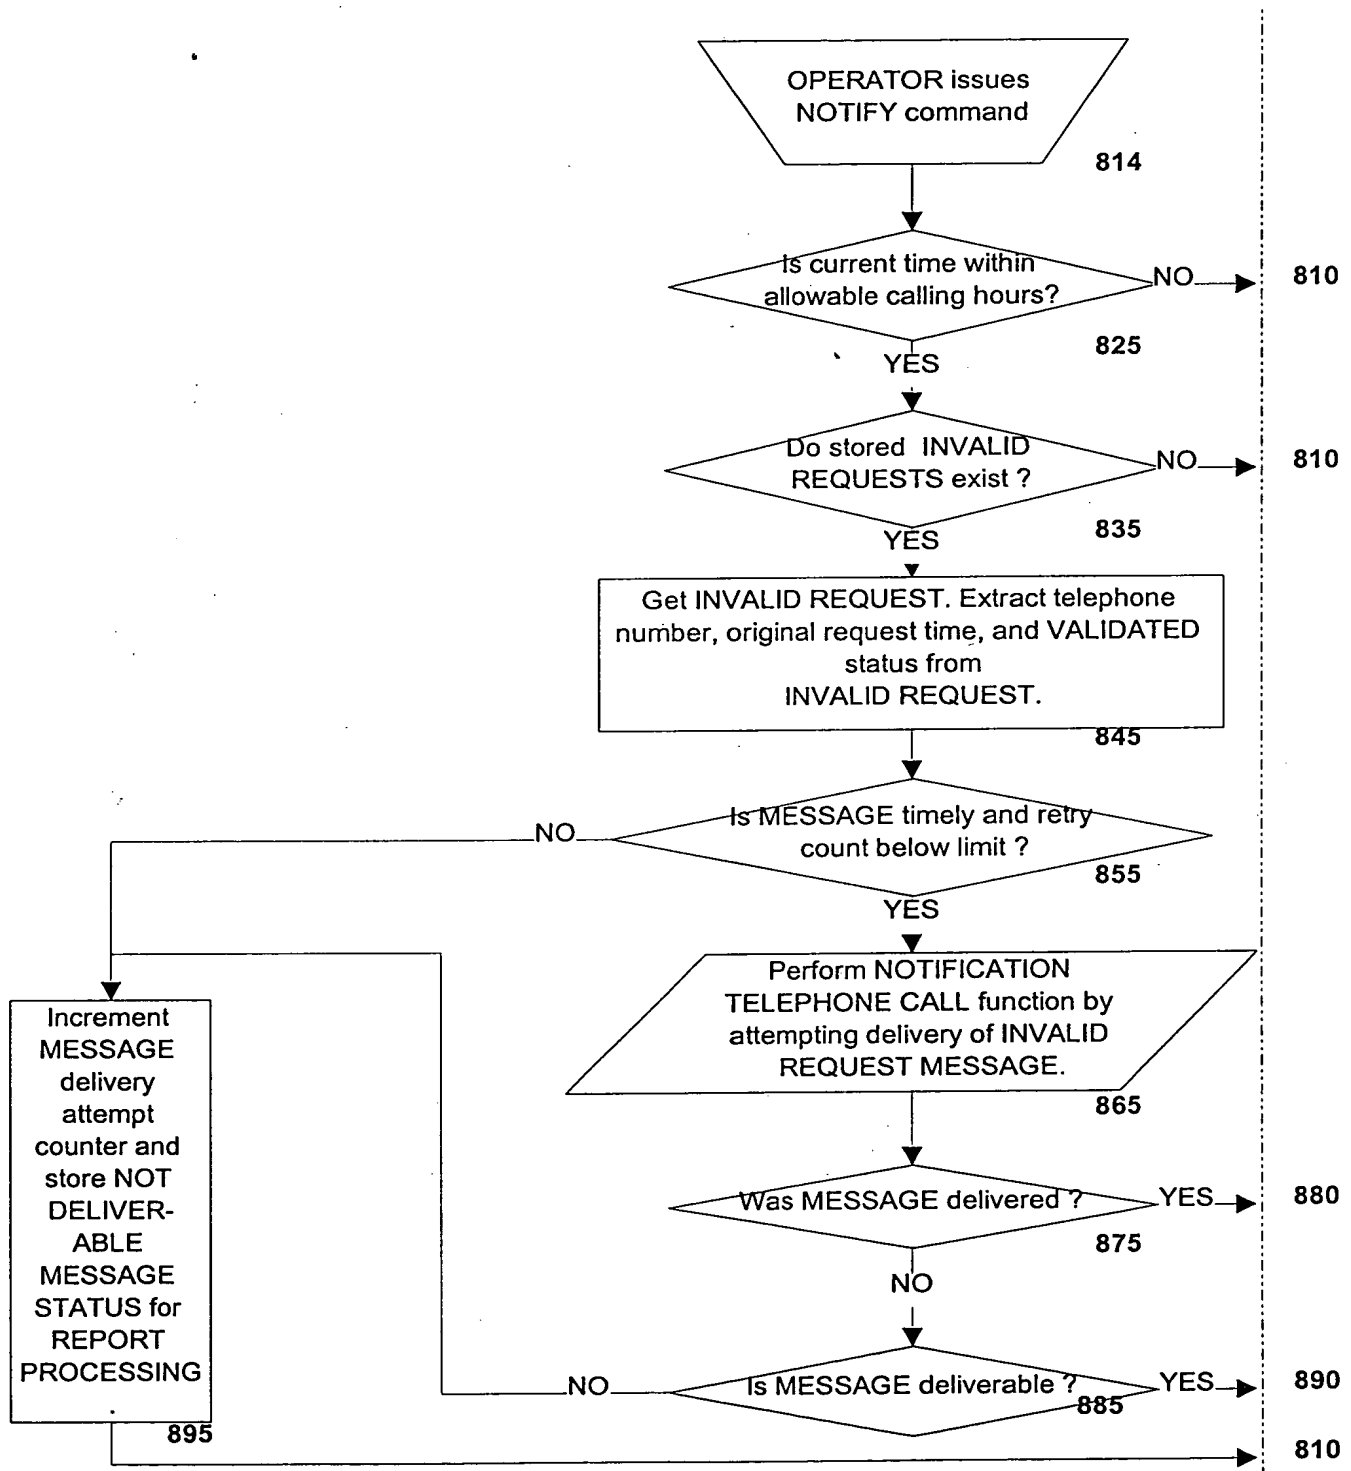 OPERATOR issues
NOTIFY command
814
Is current time within
allowable calling hours?
NO
810
825
YES
Do stored INVALID
REQUESTS exist ?
NO
810
835
YES
Get INVALID REQUEST. Extract telephone
number, original request time, and VALIDATED
status from
INVALID REQUEST.
845
Is MESSAGE timely and retry
count below limit ?
NO
855
YES
Perform NOTIFICATION
TELEPHONE CALL function by
attempting delivery of INVALID
REQUEST MESSAGE.
865
Was MESSAGE delivered ?
YES
880
875
NO
Is MESSAGE deliverable ?
YES
890
885
NO
Increment
MESSAGE
delivery
attempt
counter and
store NOT
DELIVER-
ABLE
MESSAGE
STATUS for
REPORT
PROCESSING
895
810